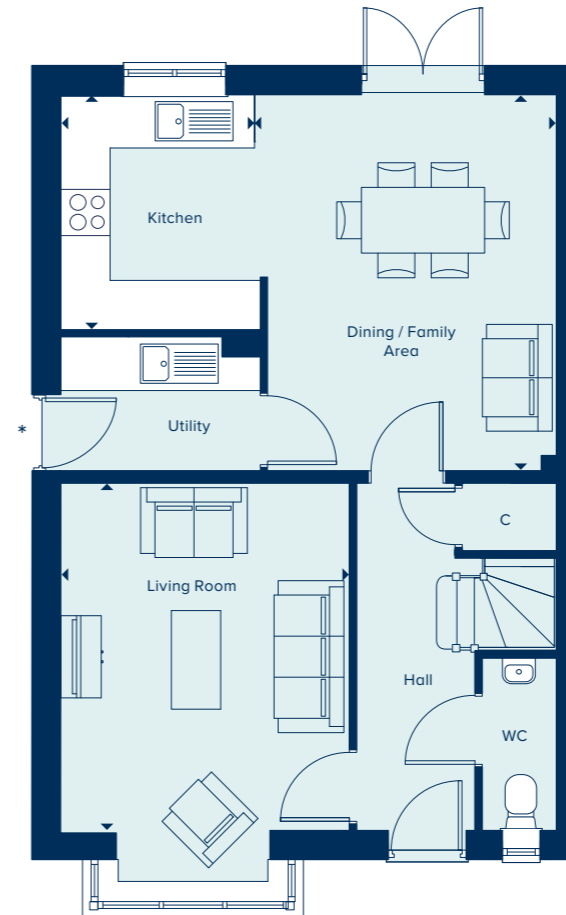 Kitchen
Dining / Family
Area
*
Utility
C
Living Room
Hall
WC